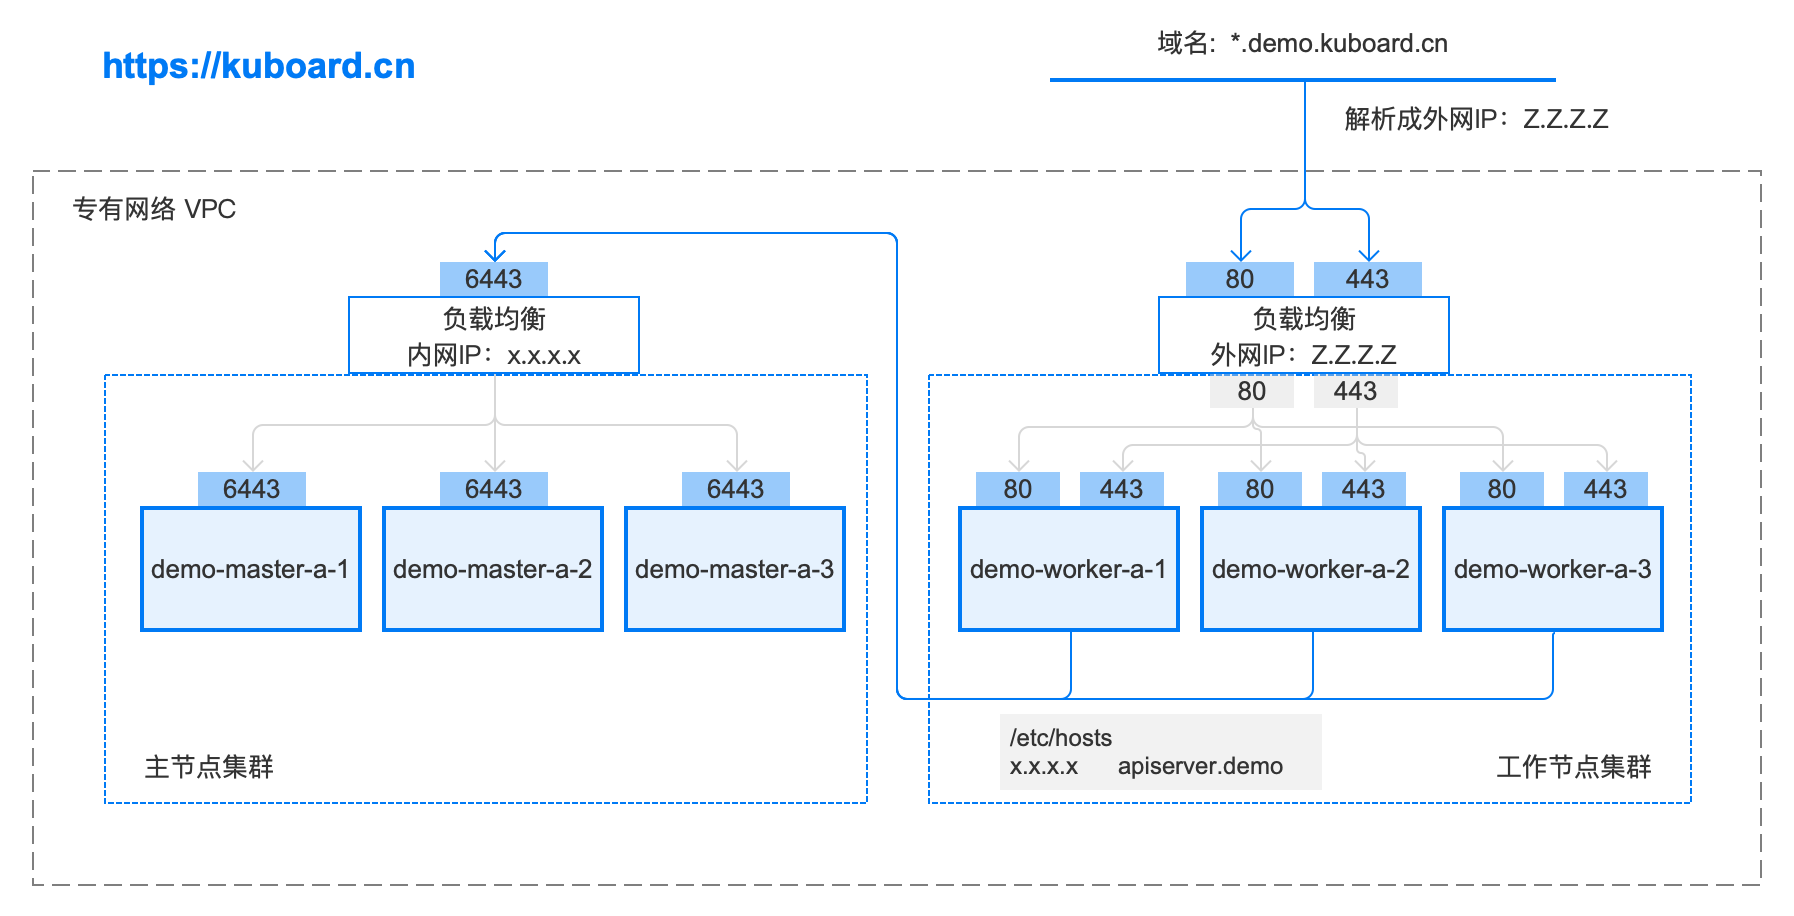 https://kuboard.cn
域名: *.demo.kuboard.cn
解析成外网IP：Z.Z.Z.Z
专有网络 VPC
6443
负载均衡
内网IP：x.x.x.x
6443
6443
6443
demo-master-a-1
demo-master-a-2
demo-master-a-3
主节点集群
80
443
负载均衡
外网IP：Z.Z.Z.Z
80
443
80
443
80
443
80
443
demo-worker-a-1
demo-worker-a-2
demo-worker-a-3
/etc/hosts
x.x.x.x apiserver.demo
工作节点集群